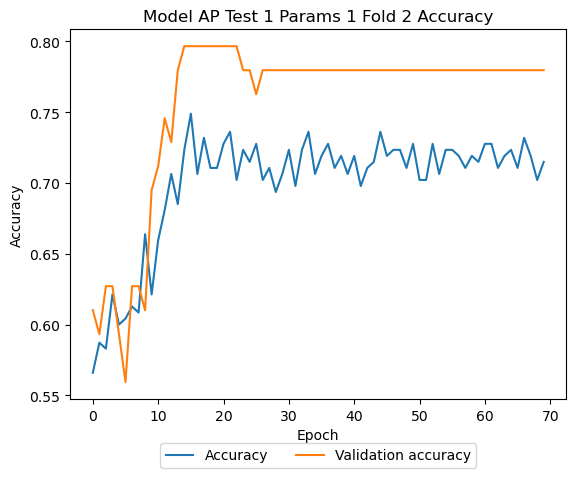 Model AP Test 1 Params 1 Fold 2 Accuracy
0.80
0.75
0.70
0.65
0.60
0.55
Accuracy
0 10 20 30 40 50 60 70
Epoch
Accuracy Validation accuracy